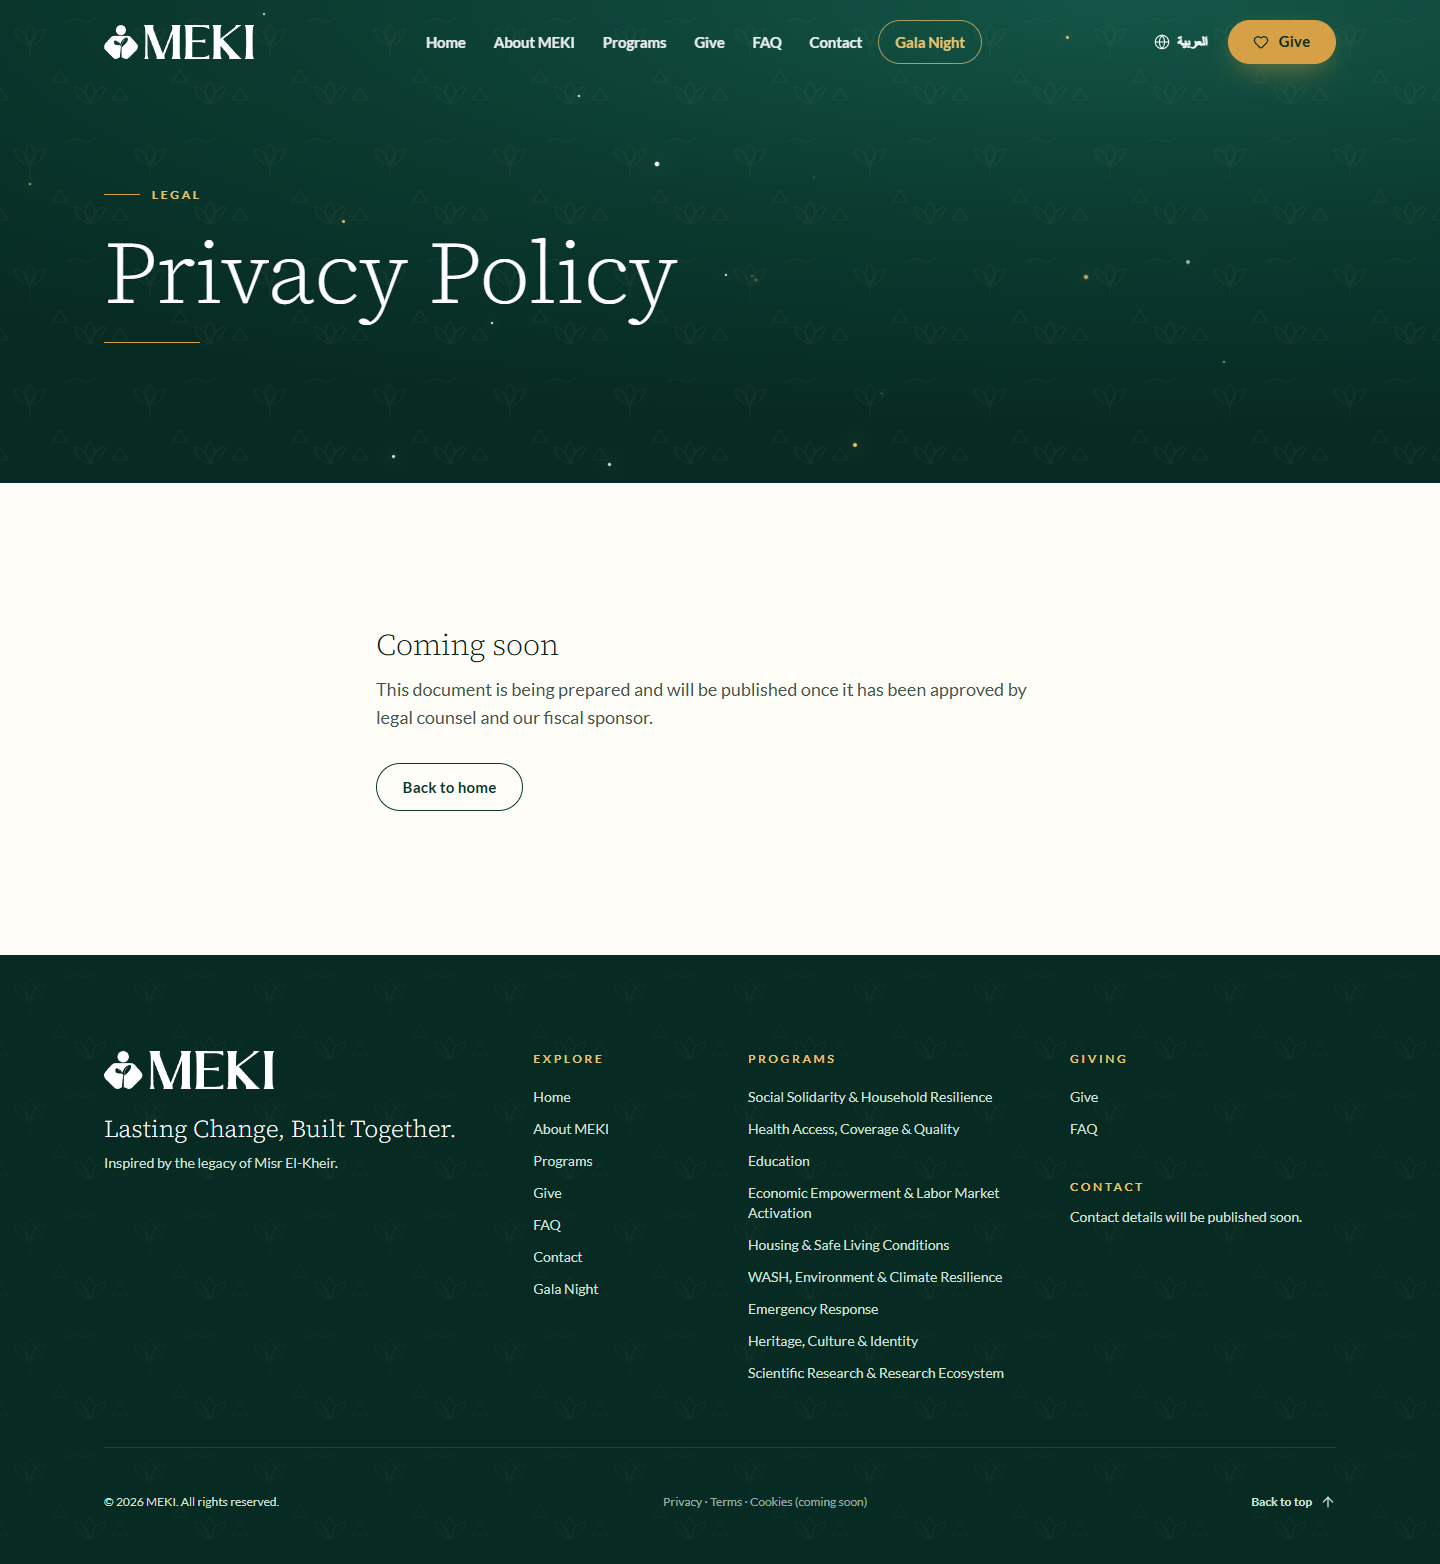 MEKI
Home
About MEKI
Programs
Give
FAQ
Contact
Gala Night
العربية
Give
LEGAL
Privacy Policy
Coming soon
This document is being prepared and will be published once it has been approved by
legal counsel and our fiscal sponsor.
Back to home
MEKI
Lasting Change, Built Together.
Inspired by the legacy of Misr El-Kheir.
EXPLORE
Home
About MEKI
Programs
Give
FAQ
Contact
Gala Night
PROGRAMS
Social Solidarity & Household Resilience
Health Access, Coverage & Quality
Education
Economic Empowerment & Labor Market
Activation
Housing & Safe Living Conditions
WASH, Environment & Climate Resilience
Emergency Response
Heritage, Culture & Identity
Scientific Research & Research Ecosystem
GIVING
Give
FAQ
CONTACT
Contact details will be published soon.
© 2026 MEKI. All rights reserved.
Privacy · Terms · Cookies (coming soon)
Back to top